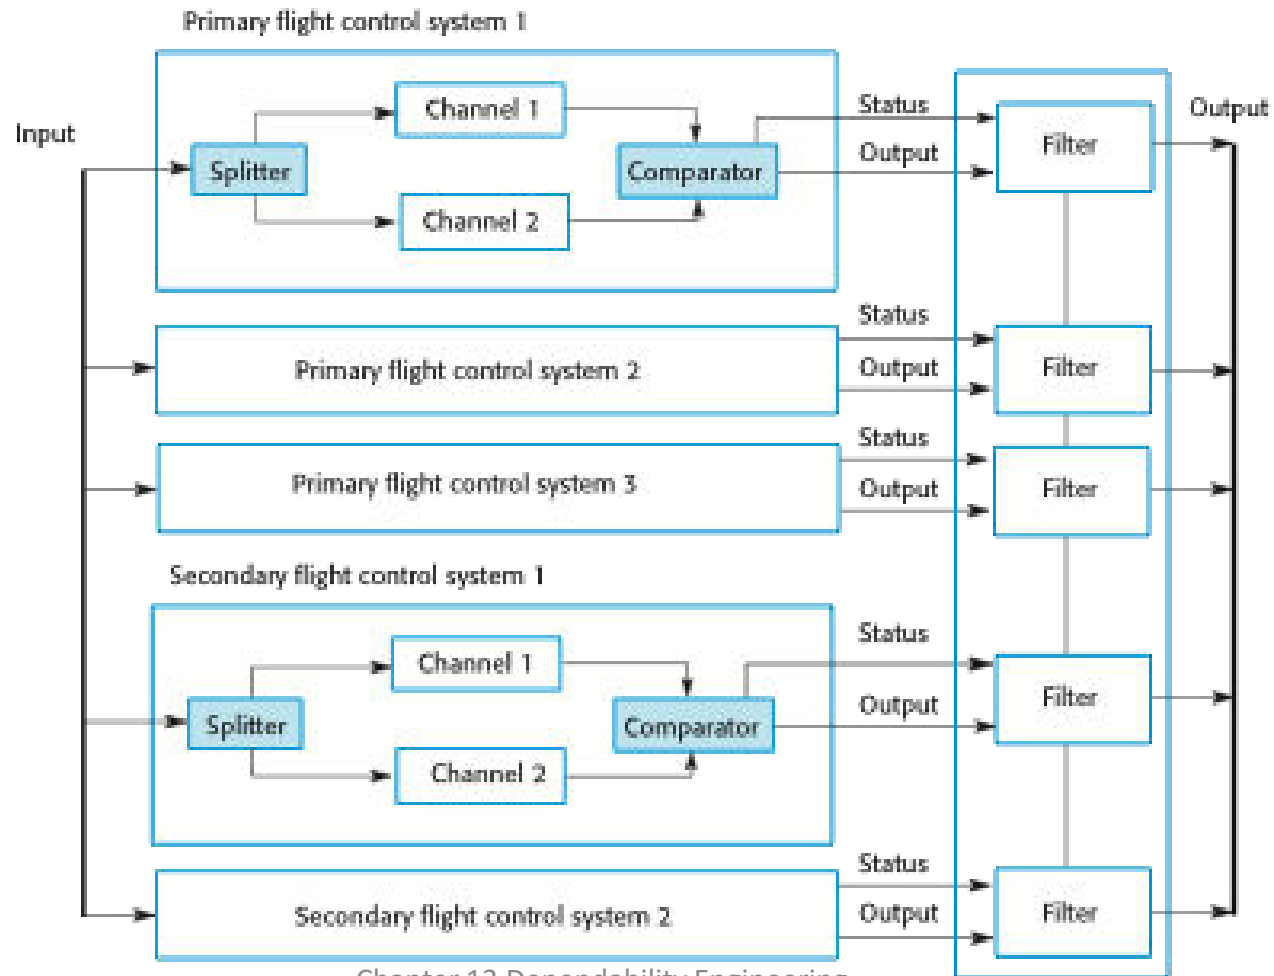 Primary flight control system 1
Input
Channel 1
Splitter
Channel 2
Comparator
Status
Output
Filter
Output
Primary flight control system 2
Status
Output
Filter
Primary flight control system 3
Status
Output
Filter
Secondary flight control system 1
Channel 1
Splitter
Channel 2
Comparator
Status
Output
Filter
Secondary flight control system 2
Status
Output
Filter
Dependability Engineering